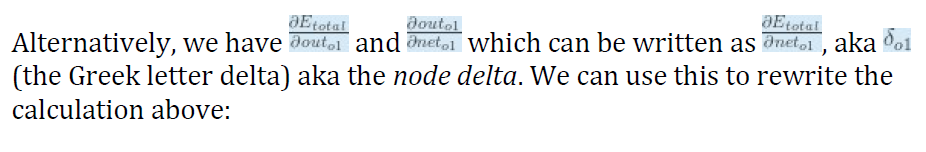 Alternatively, we have ∂E_total/∂out_o1 and ∂out_o1/∂net_o1 which can be written as ∂E_total/∂net_o1, aka δ_o1
(the Greek letter delta) aka the node delta. We can use this to rewrite the
calculation above: